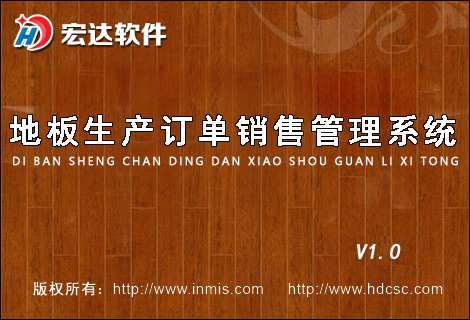 宏达软件
地板生产订单销售管理系统
DI BAN SHENG CHAN DING DAN XIAO SHOU GUAN LI XI TONG
V1.0
版权所有：http://www.inmis.com http://www.hdcsc.com